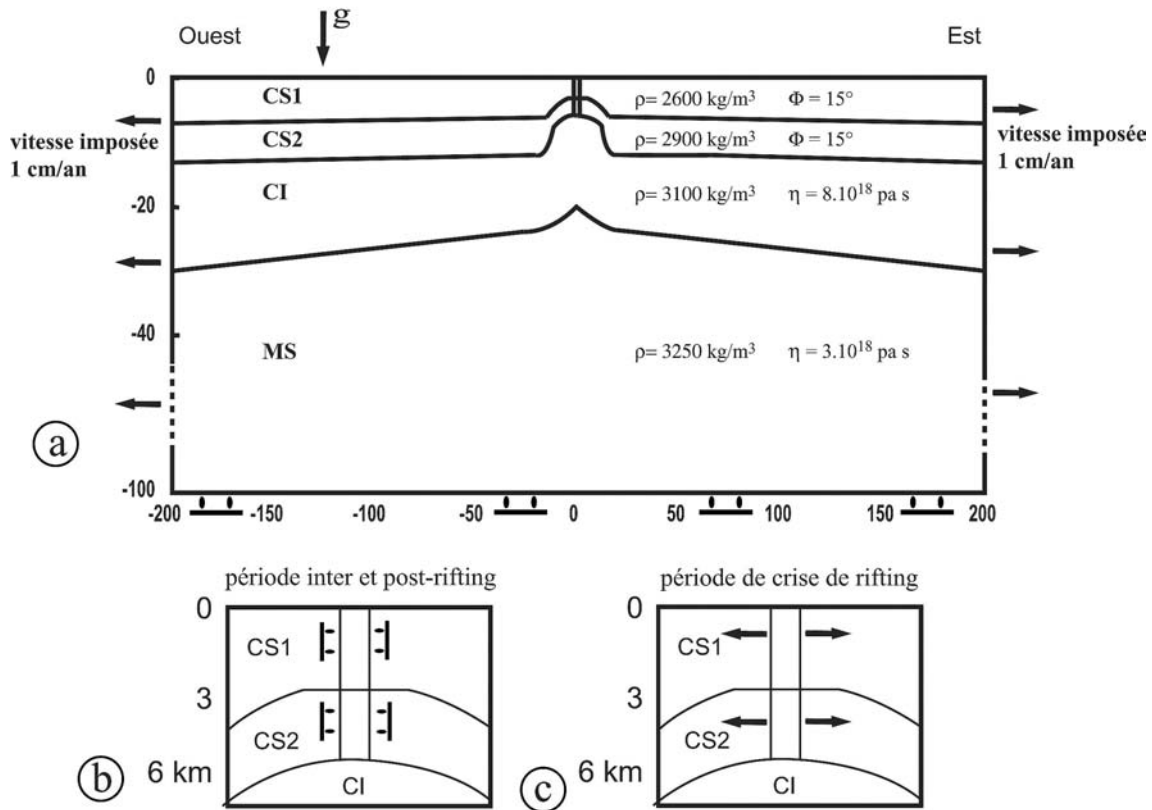 g
Ouest
Est
0
CS1
ρ= 2600 kg/m³ Φ = 15°
vitesse imposée
1 cm/an
vitesse imposée
1 cm/an
CS2
ρ= 2900 kg/m³ Φ = 15°
CI
ρ= 3100 kg/m³ η = 8.10¹⁸ pa s
-20
-40
MS
ρ= 3250 kg/m³ η = 3.10¹⁸ pa s
a
-100
-200 -150 -100 -50 0 50 100 150 200
période inter et post-rifting
0
CS1
3
CS2
6 km
CI
b
période de crise de rifting
0
CS1
3
CS2
6 km
CI
c